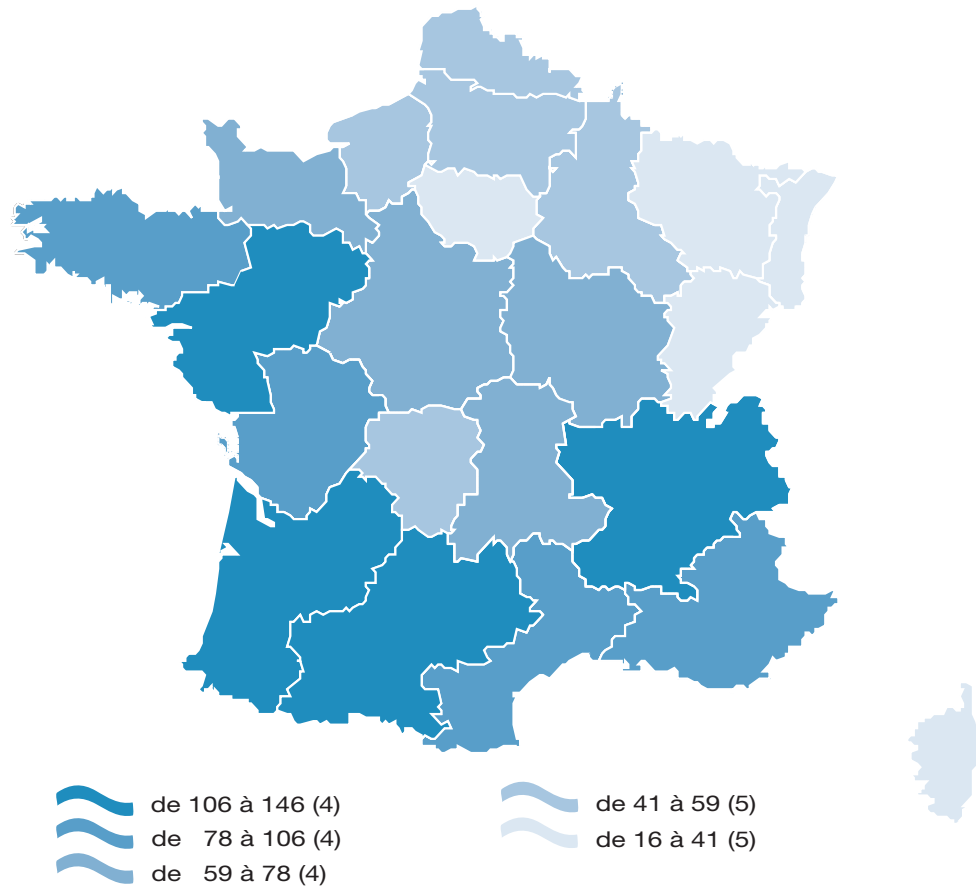 de 106 à 146 (4)
de 78 à 106 (4)
de 59 à 78 (4)
de 41 à 59 (5)
de 16 à 41 (5)